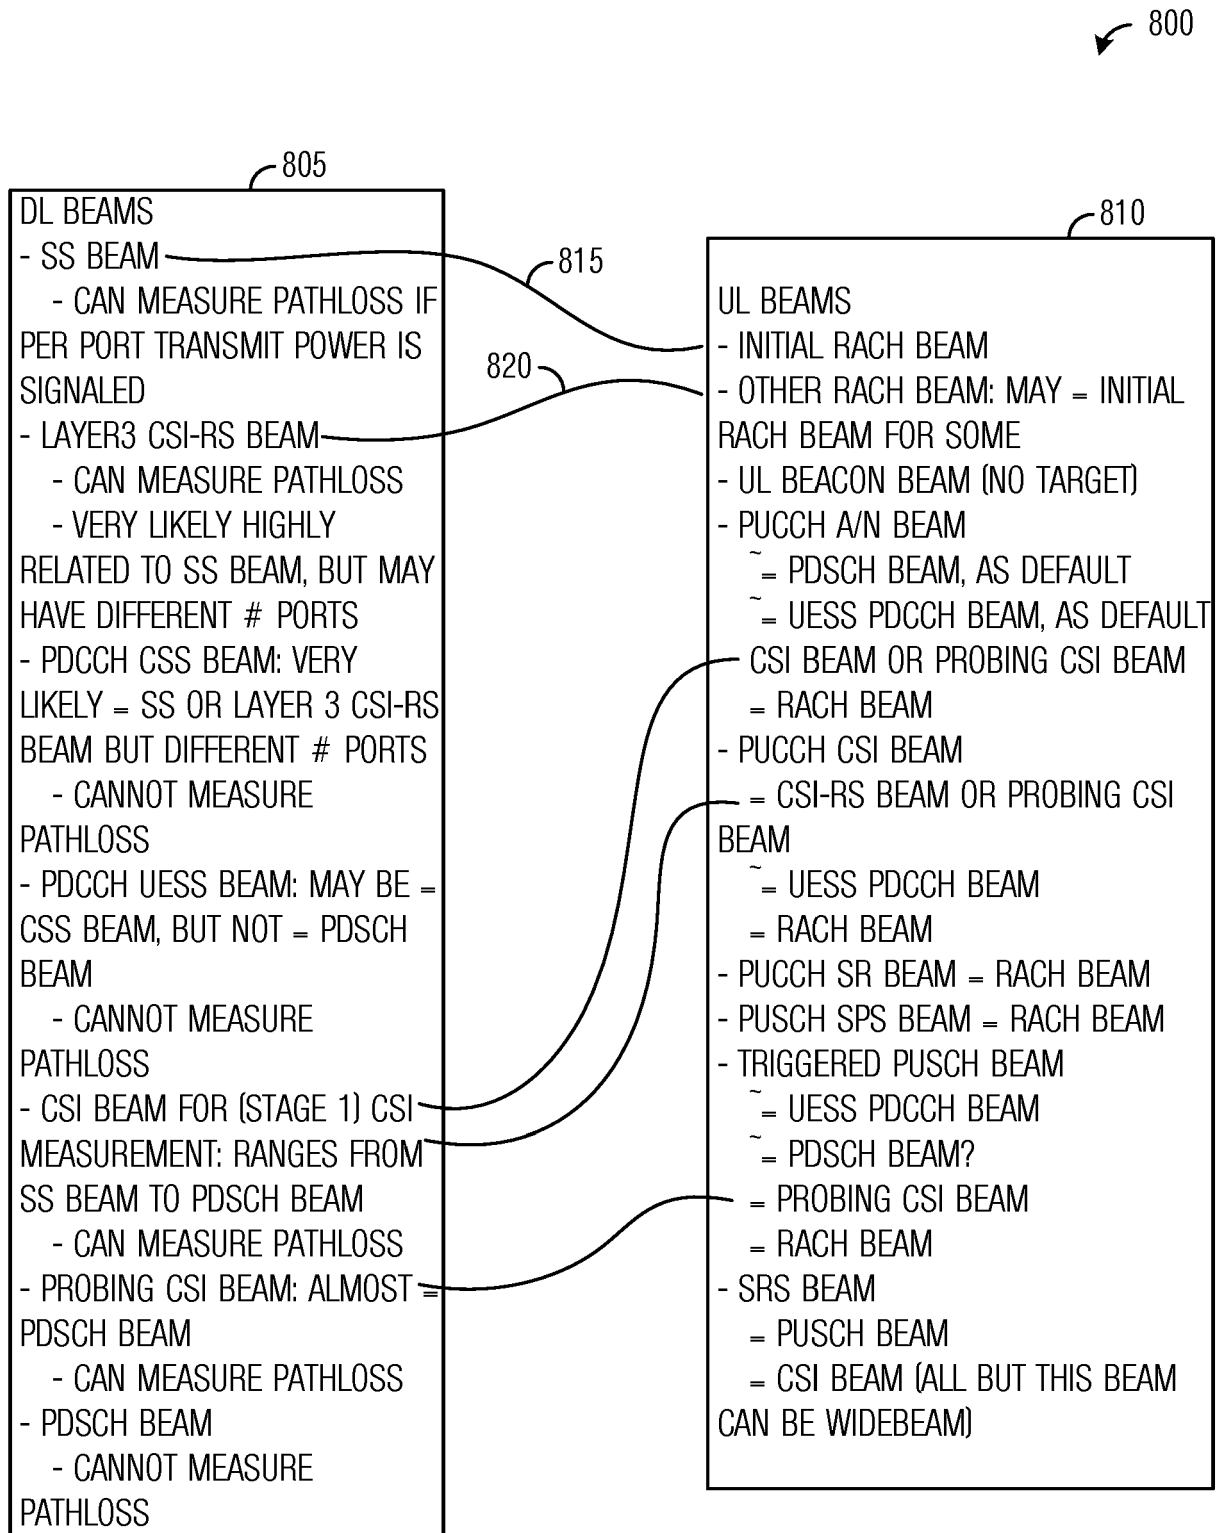 800
805
DL BEAMS
- SS BEAM
- CAN MEASURE PATHLOSS IF
PER PORT TRANSMIT POWER IS
SIGNALED
- LAYER3 CSI-RS BEAM
- CAN MEASURE PATHLOSS
- VERY LIKELY HIGHLY
RELATED TO SS BEAM, BUT MAY
HAVE DIFFERENT # PORTS
- PDCCH CSS BEAM: VERY
LIKELY = SS OR LAYER 3 CSI-RS
BEAM BUT DIFFERENT # PORTS
- CANNOT MEASURE
PATHLOSS
- PDCCH UESS BEAM: MAY BE =
CSS BEAM, BUT NOT = PDSCH
BEAM
- CANNOT MEASURE
PATHLOSS
- CSI BEAM FOR (STAGE 1) CSI
MEASUREMENT: RANGES FROM
SS BEAM TO PDSCH BEAM
- CAN MEASURE PATHLOSS
- PROBING CSI BEAM: ALMOST =
PDSCH BEAM
- CAN MEASURE PATHLOSS
- PDSCH BEAM
- CANNOT MEASURE
PATHLOSS
815
820
810
UL BEAMS
- INITIAL RACH BEAM
- OTHER RACH BEAM: MAY = INITIAL
RACH BEAM FOR SOME
- UL BEACON BEAM (NO TARGET)
- PUCCH A/N BEAM
~= PDSCH BEAM, AS DEFAULT
~= UESS PDCCH BEAM, AS DEFAULT
CSI BEAM OR PROBING CSI BEAM
= RACH BEAM
- PUCCH CSI BEAM
= CSI-RS BEAM OR PROBING CSI
BEAM
~= UESS PDCCH BEAM
= RACH BEAM
- PUCCH SR BEAM = RACH BEAM
- PUSCH SPS BEAM = RACH BEAM
- TRIGGERED PUSCH BEAM
~= UESS PDCCH BEAM
~= PDSCH BEAM?
= PROBING CSI BEAM
= RACH BEAM
- SRS BEAM
= PUSCH BEAM
= CSI BEAM (ALL BUT THIS BEAM
CAN BE WIDEBEAM)